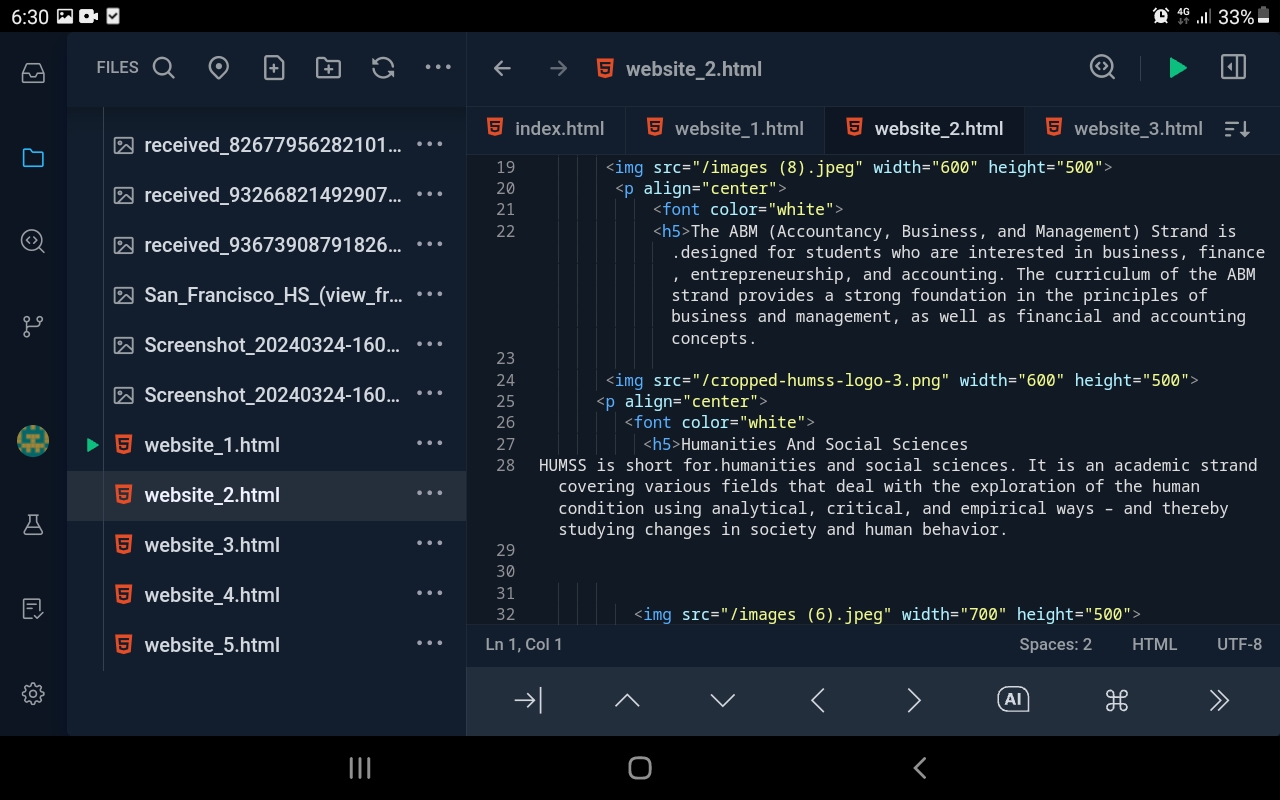 6:30
4G
33%
FILES
website_2.html
index.html
website_1.html
website_2.html
website_3.html
received_82677956282101...
received_93266821492907...
received_93673908791826...
San_Francisco_HS_(view_fr...
Screenshot_20240324-160...
Screenshot_20240324-160...
website_1.html
website_2.html
website_3.html
website_4.html
website_5.html
19 <img src="/images (8).jpeg" width="600" height="500">
20 <p align="center">
21 <font color="white">
22 <h5>The ABM (Accountancy, Business, and Management) Strand is
.designed for students who are interested in business, finance
, entrepreneurship, and accounting. The curriculum of the ABM
strand provides a strong foundation in the principles of
business and management, as well as financial and accounting
concepts.
23
24 <img src="/cropped-humss-logo-3.png" width="600" height="500">
25 <p align="center">
26 <font color="white">
27 <h5>Humanities And Social Sciences
28 HUMSS is short for.humanities and social sciences. It is an academic strand
covering various fields that deal with the exploration of the human
condition using analytical, critical, and empirical ways – and thereby
studying changes in society and human behavior.
29
30
31
32 <img src="/images (6).jpeg" width="700" height="500">
Ln 1, Col 1
Spaces: 2
HTML
UTF-8
AI